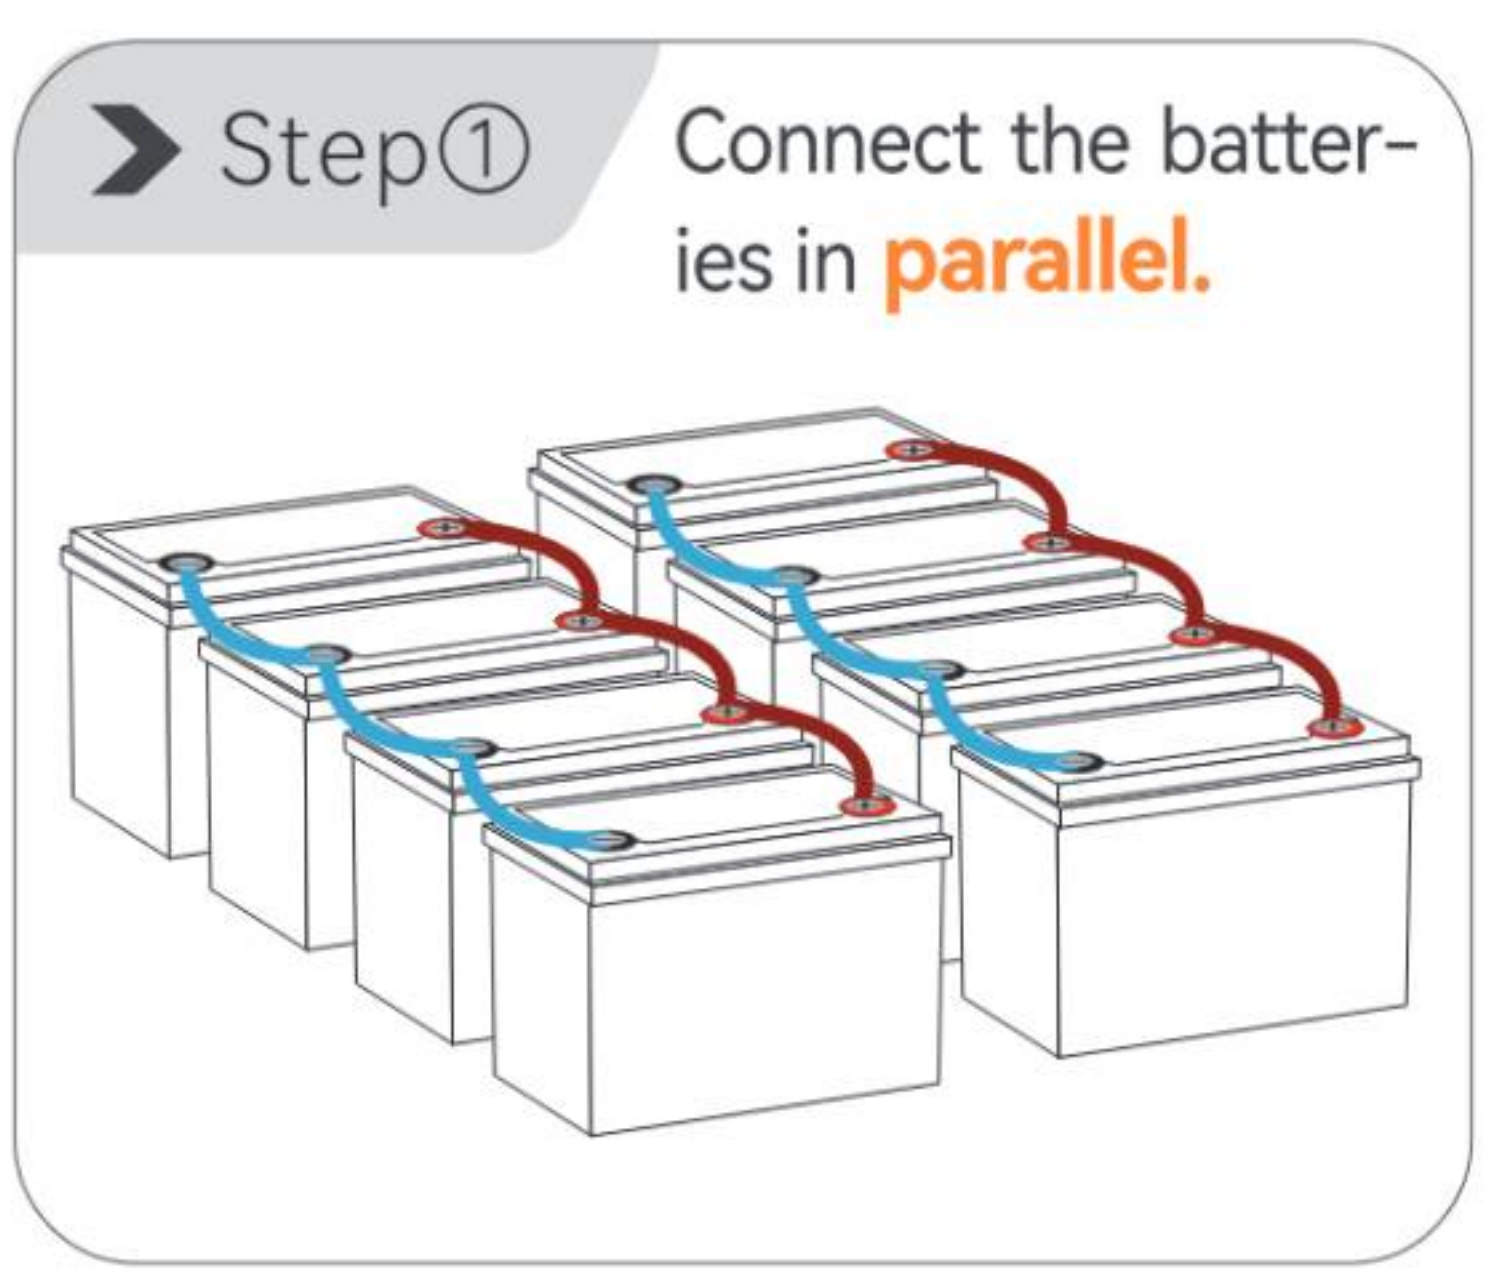 Step①
Connect the batter-
ies in parallel.